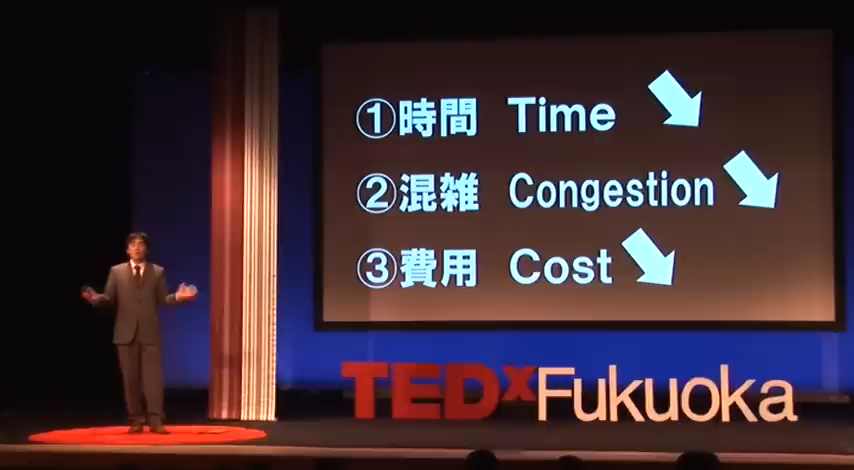 ①時間 Time
②混雑 Congestion
③費用 Cost
TEDxFukuoka